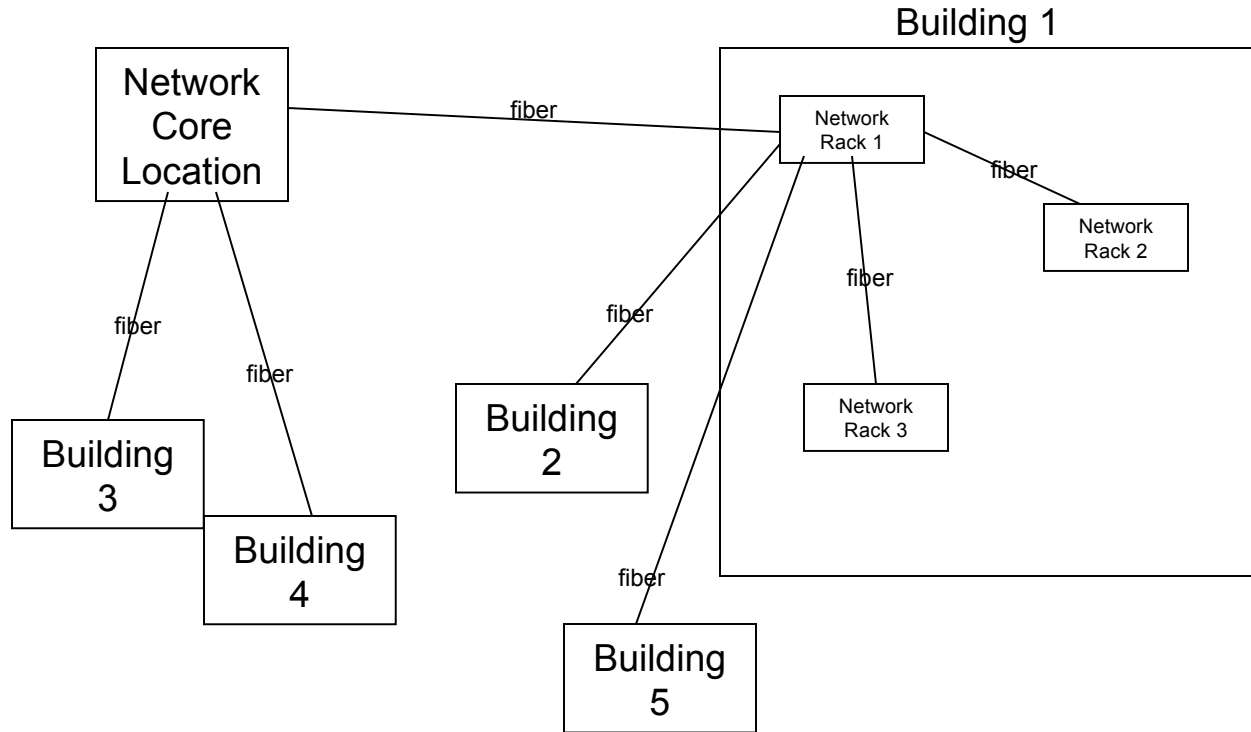 Building 1
Network
Core
Location
fiber
Network
Rack 1
fiber
Network
Rack 2
fiber
Network
Rack 3
fiber
Building
2
fiber
Building
3
fiber
Building
4
fiber
Building
5